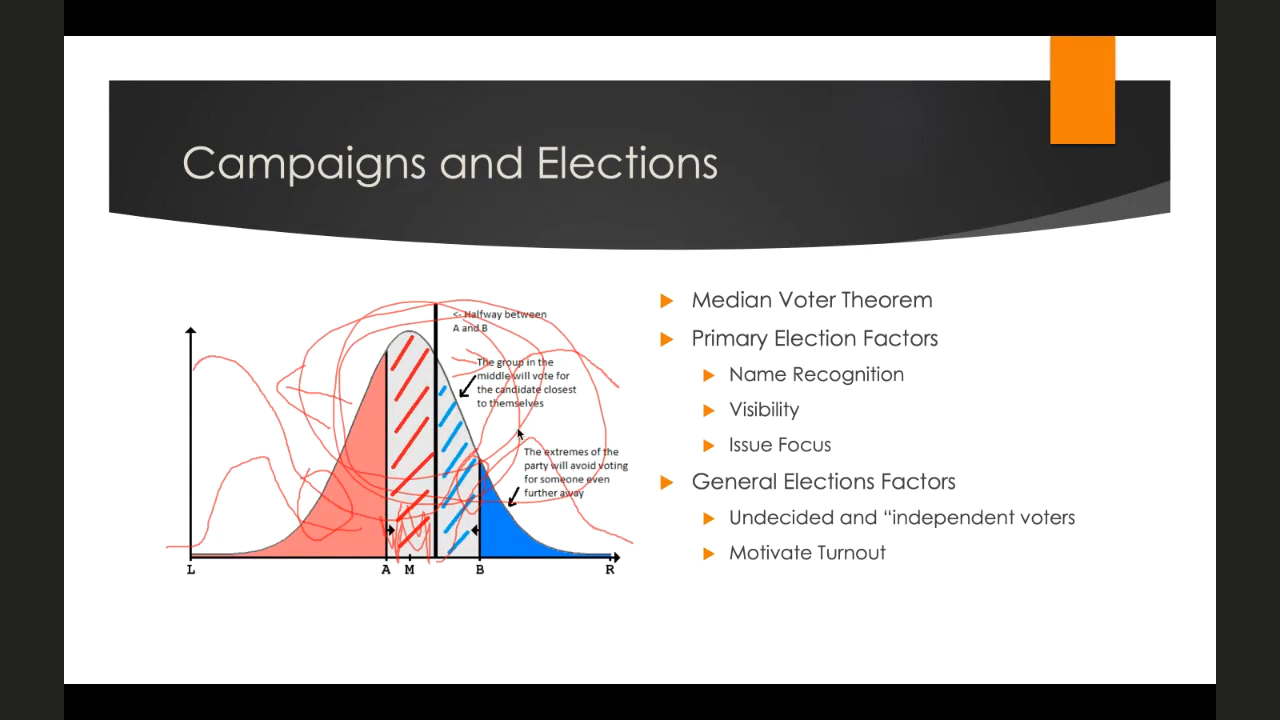 Campaigns and Elections
<- Halfway between
A and B
The group in the
middle will vote for
the candidate closest
to themselves
The extremes of the
party will avoid voting
for someone even
further away
L A M B R
Median Voter Theorem
Primary Election Factors
Name Recognition
Visibility
Issue Focus
General Elections Factors
Undecided and “independent voters
Motivate Turnout